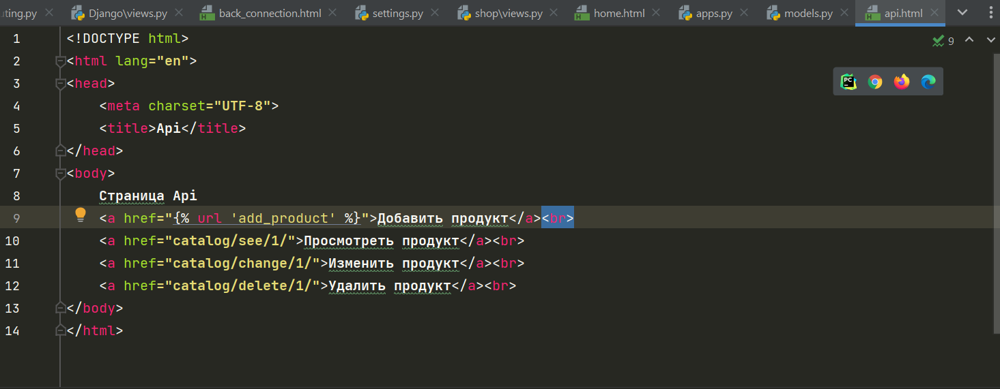 uting.py Django\views.py back_connection.html settings.py shop\views.py home.html apps.py models.py api.html
9
1 <!DOCTYPE html>
2 <html lang="en">
3 <head>
4 <meta charset="UTF-8">
5 <title>Api</title>
6 </head>
7 <body>
8 Страница Api
9 <a href="{% url 'add_product' %}">Добавить продукт</a><br>
10 <a href="catalog/see/1/">Просмотреть продукт</a><br>
11 <a href="catalog/change/1/">Изменить продукт</a><br>
12 <a href="catalog/delete/1/">Удалить продукт</a><br>
13 </body>
14 </html>